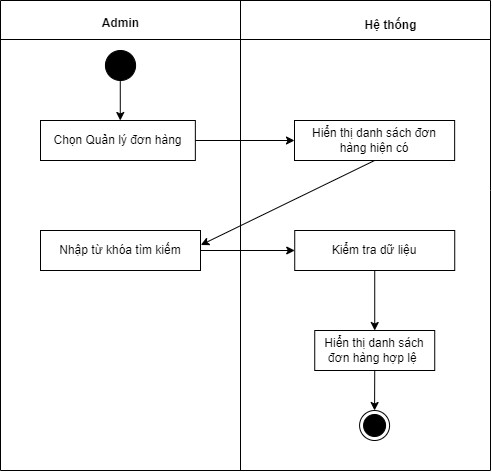 Admin
Hệ thống
Chọn Quản lý đơn hàng
Hiển thị danh sách đơn
hàng hiện có
Nhập từ khóa tìm kiếm
Kiểm tra dữ liệu
Hiển thị danh sách
đơn hàng hợp lệ